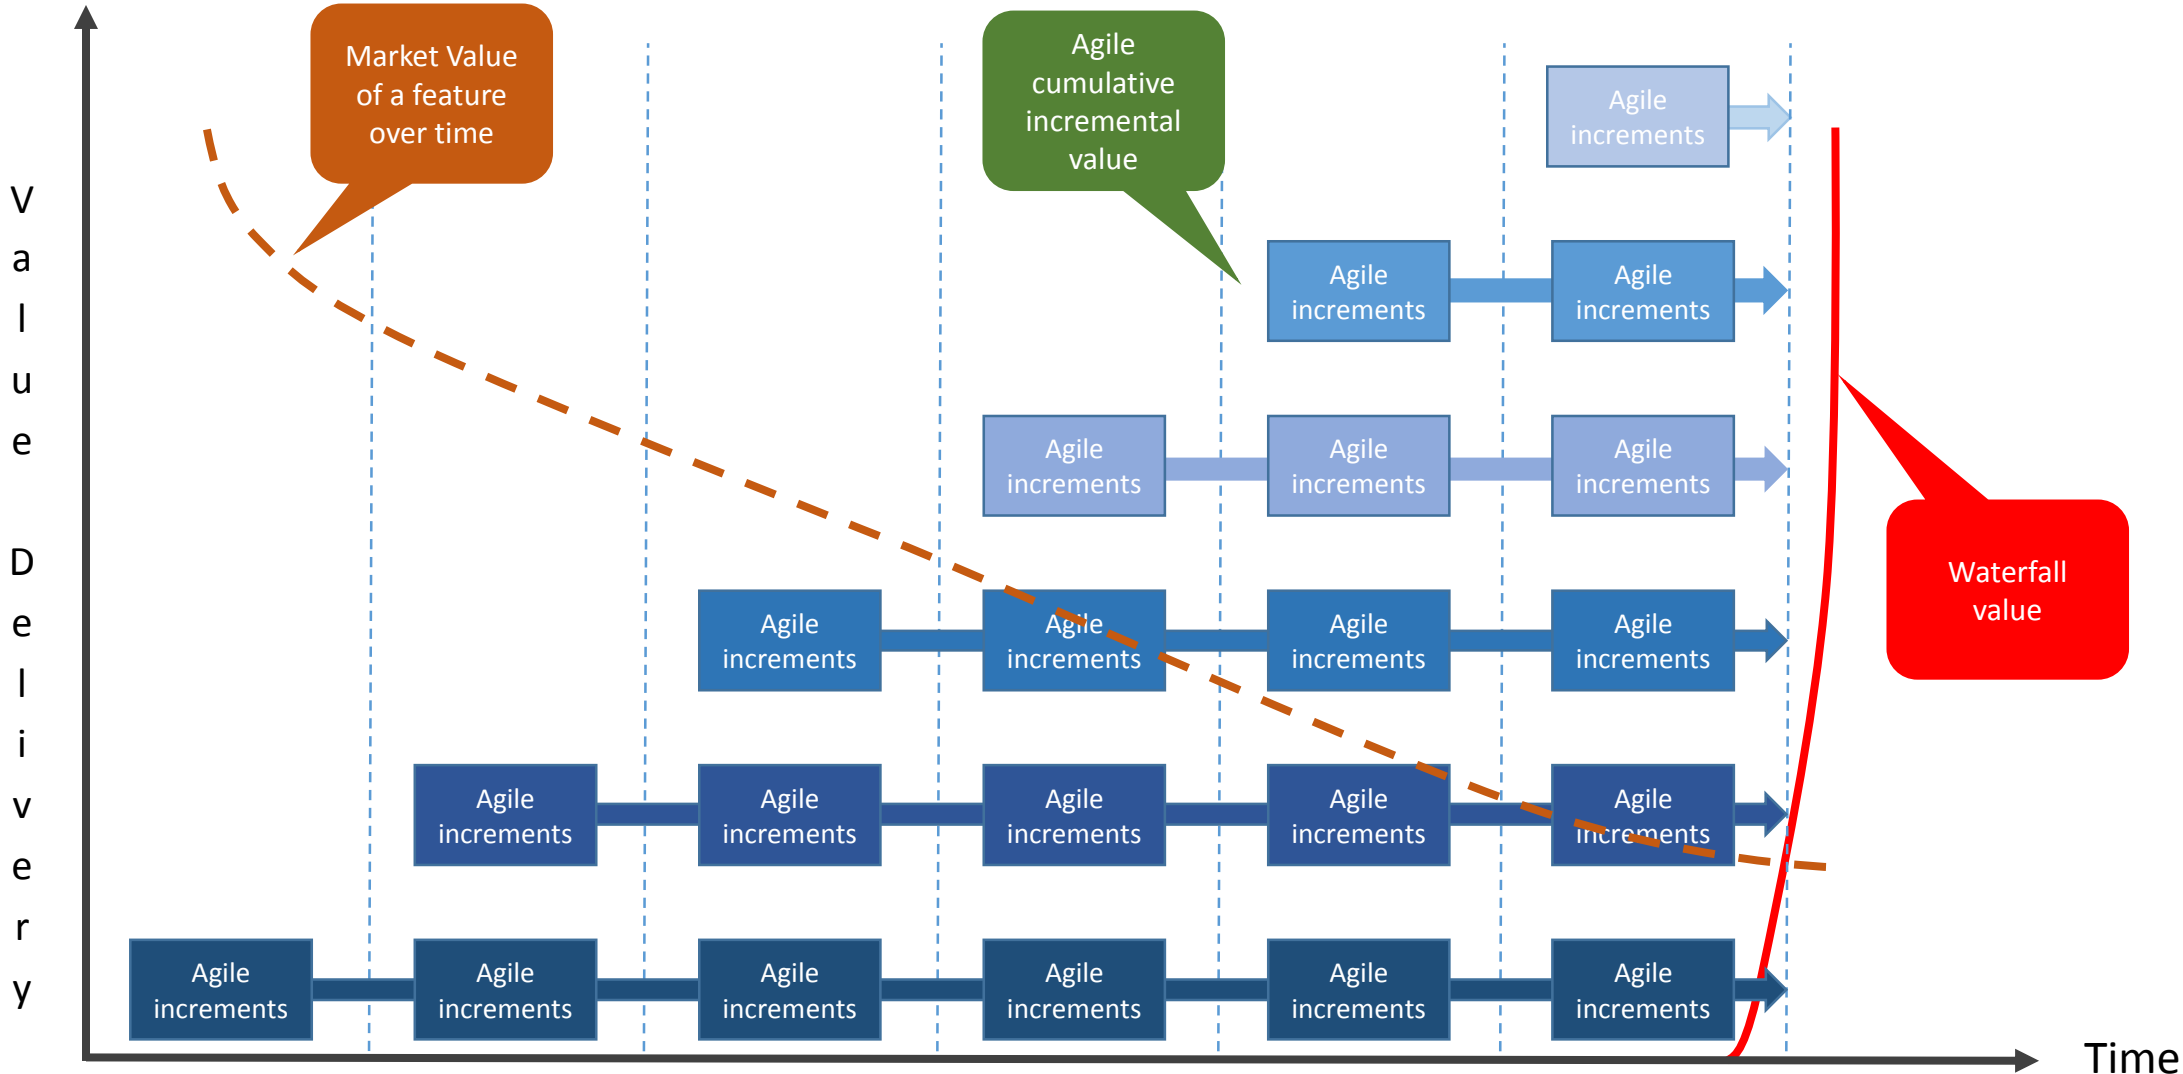 Market Value
of a feature
over time
Agile
cumulative
incremental
value
Agile
increments
Value Delivery
Agile
increments
Agile
increments
Agile
increments
Agile
increments
Agile
increments
Waterfall
value
Agile
increments
Agile
increments
Agile
increments
Agile
increments
Agile
increments
Agile
increments
Agile
increments
Agile
increments
Agile
increments
Agile
increments
Agile
increments
Agile
increments
Agile
increments
Agile
increments
Agile
increments
Time